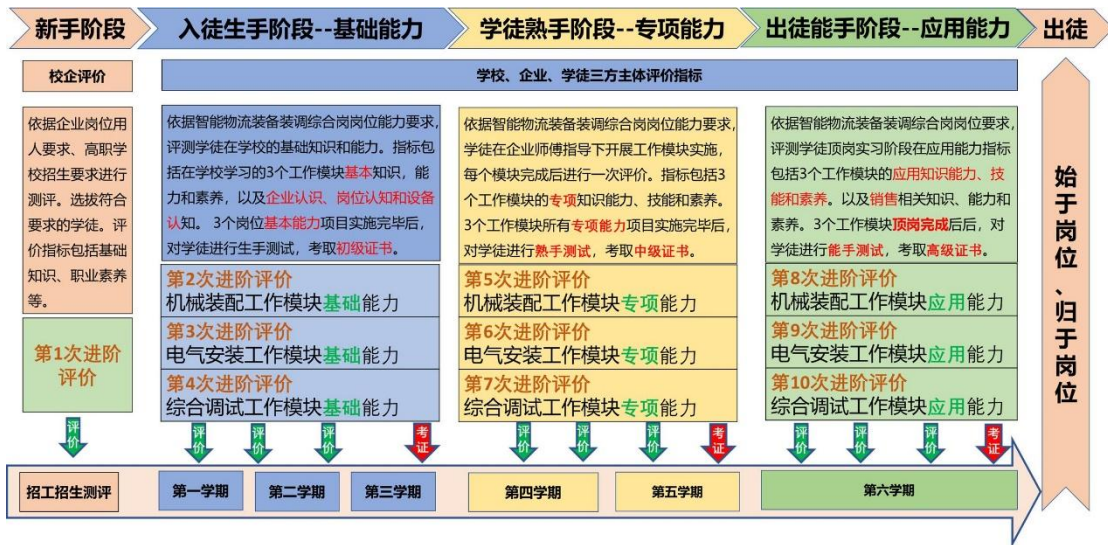 新手阶段
入徒生手阶段--基础能力
学徒熟手阶段--专项能力
出徒能手阶段--应用能力
出徒
校企评价
学校、企业、学徒三方主体评价指标
依据企业岗位用
人要求、高职学
校招生要求进行
测评。选拔符合
要求的学徒。评
价指标包括基础
知识、职业素养
等。
第1次进阶
评价
依据智能物流装备装调综合岗岗位能力要求，
评测学徒在学校的基础知识和能力。指标包
括在学校学习的3个工作模块基本知识，能
力和素养，以及企业认识、岗位认知和设备
认知。 3个岗位基本能力项目实施完毕后，
对学徒进行生手测试，考取初级证书。
第2次进阶评价
机械装配工作模块基础能力
第3次进阶评价
电气安装工作模块基础能力
第4次进阶评价
综合调试工作模块基础能力
依据智能物流装备装调综合岗岗位能力要求，
学徒在企业师傅指导下开展工作模块实施，
每个模块完成后进行一次评价。指标包括3
个工作模块的专项知识能力、技能和素养。
3个工作模块所有专项能力项目实施完毕后，
对学徒进行熟手测试，考取中级证书。
第5次进阶评价
机械装配工作模块专项能力
第6次进阶评价
电气安装工作模块专项能力
第7次进阶评价
综合调试工作模块专项能力
依据智能物流装备装调综合岗岗位要求，
评测学徒顶岗实习阶段在应用能力指标
包括3个工作模块的应用知识能力、技
能和素养。以及销售相关知识、能力和
素养。3个工作模块顶岗完成后后，对
学徒进行能手测试，考取高级证书。
第8次进阶评价
机械装配工作模块应用能力
第9次进阶评价
电气安装工作模块应用能力
第10次进阶评价
综合调试工作模块应用能力
始于岗位、归于岗位
评价
评价
评价
评价
考证
评价
评价
评价
考证
评价
评价
评价
考证
招工招生测评
第一学期
第二学期
第三学期
第四学期
第五学期
第六学期